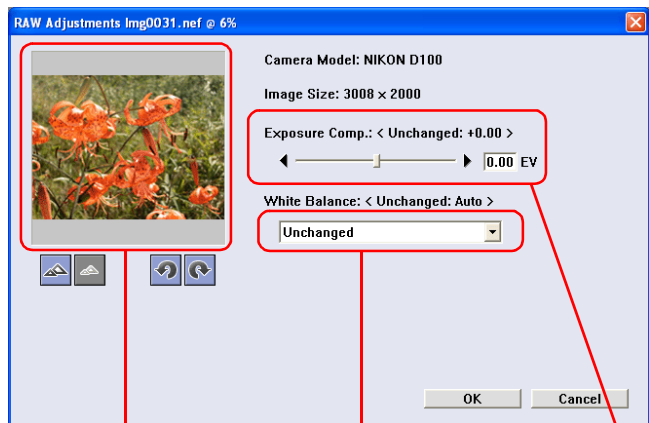 RAW Adjustments Img0031.nef @ 6%
Camera Model: NIKON D100
Image Size: 3008 × 2000
Exposure Comp.: < Unchanged: +0.00 >
0.00 EV
White Balance: < Unchanged: Auto >
Unchanged
OK Cancel